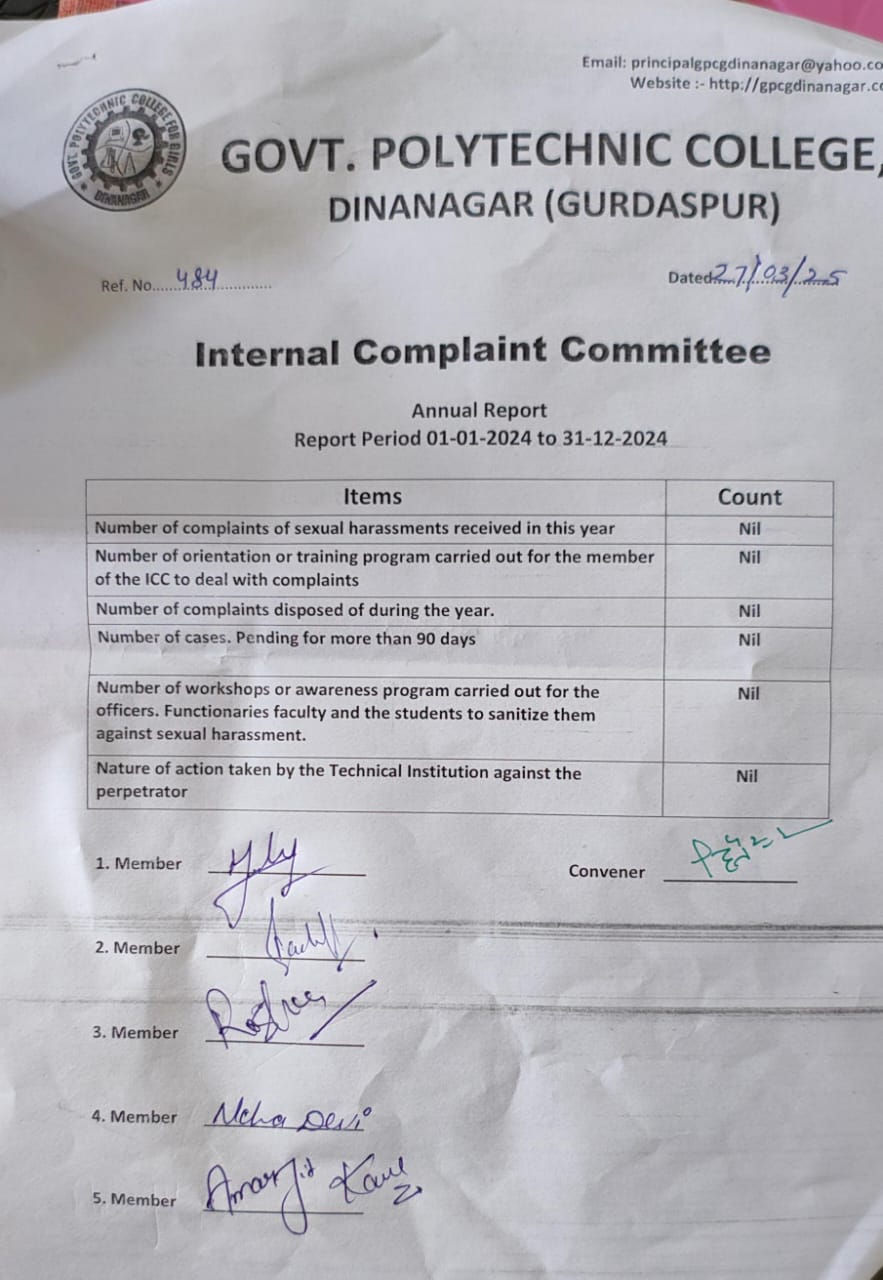 Email: principalgpcgdinanagar@yahoo.co
Website :- http://gpcgdinanagar.c
GOVT. POLYTECHNIC COLLEGE FOR GIRLS
DINANAGAR
GOVT. POLYTECHNIC COLLEGE,
DINANAGAR (GURDASPUR)
Ref. No......484..............
Dated 27/03/25
Internal Complaint Committee
Annual Report
Report Period 01-01-2024 to 31-12-2024
Items Count
Number of complaints of sexual harassments received in this year Nil
Number of orientation or training program carried out for the member Nil
of the ICC to deal with complaints
Number of complaints disposed of during the year. Nil
Number of cases. Pending for more than 90 days Nil
Number of workshops or awareness program carried out for the Nil
officers. Functionaries faculty and the students to sanitize them
against sexual harassment.
Nature of action taken by the Technical Institution against the Nil
perpetrator
1. Member
Convener
2. Member
3. Member
4. Member Neha Devi
5. Member Amarjit Kaur